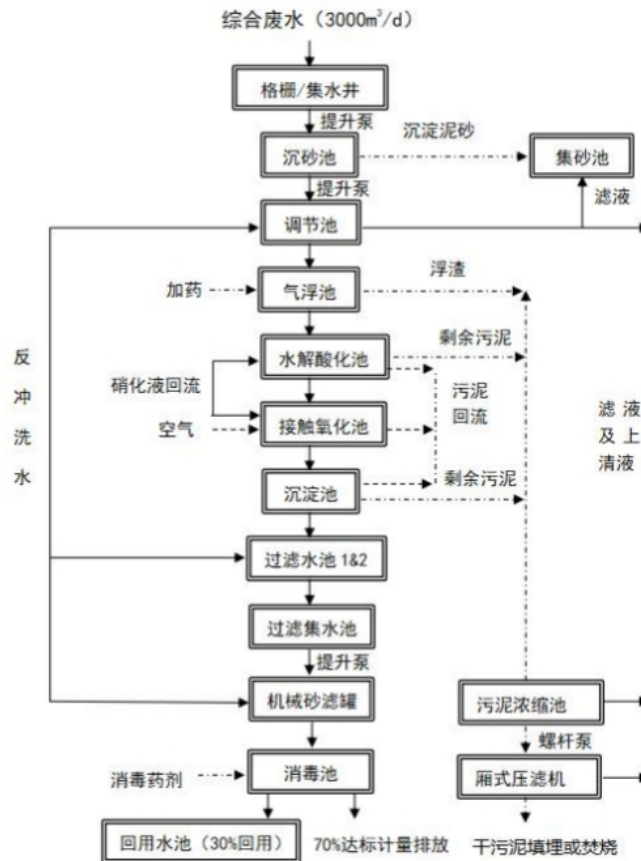 综合废水（3000m³/d）
格栅/集水井
提升泵
沉淀泥砂
沉砂池
集砂池
提升泵
滤液
调节池
浮渣
加药
气浮池
剩余污泥
水解酸化池
反冲洗水
硝化液回流
污泥
回流
滤液
及上
清液
空气
接触氧化池
剩余污泥
沉淀池
过滤水池 1&2
过滤集水池
提升泵
机械砂滤罐
污泥浓缩池
螺杆泵
消毒药剂
消毒池
厢式压滤机
回用水池（30%回用）
70%达标计量排放
干污泥填埋或焚烧